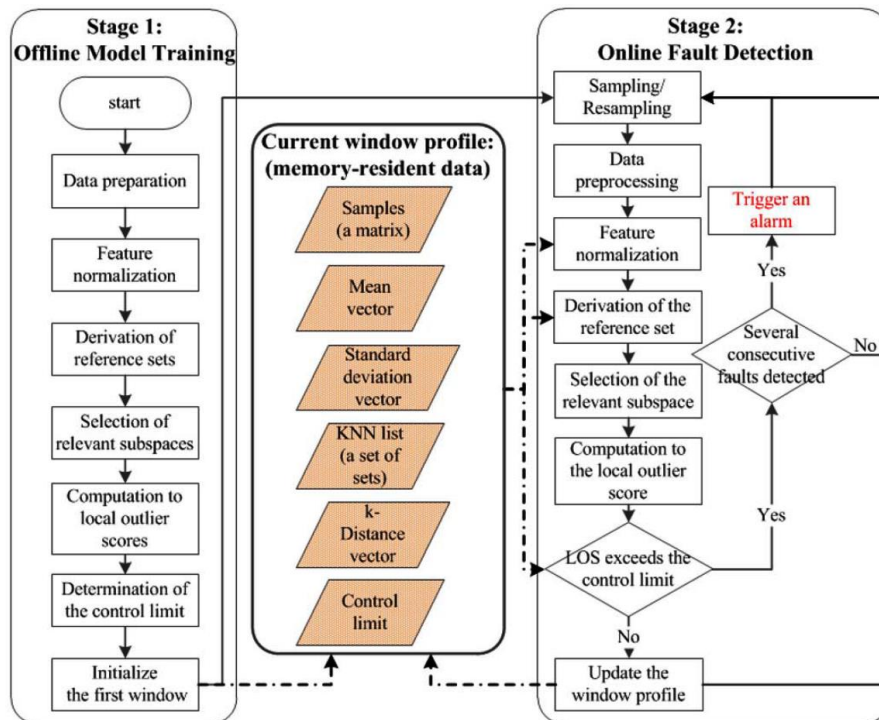 Stage 1:
Offline Model Training
start
Data preparation
Feature
normalization
Derivation of
reference sets
Selection of
relevant subspaces
Computation to
local outlier
scores
Determination of
the control limit
Initialize
the first window
Current window profile:
(memory-resident data)
Samples
(a matrix)
Mean
vector
Standard
deviation
vector
KNN list
(a set of
sets)
k-
Distance
vector
Control
limit
Stage 2:
Online Fault Detection
Sampling/
Resampling
Data
preprocessing
Feature
normalization
Derivation of the
reference set
Selection of the
relevant subspace
Computation to
the local outlier
score
LOS exceeds the
control limit
No
Update the
window profile
Yes
Several
consecutive
faults detected
No
Yes
Trigger an
alarm